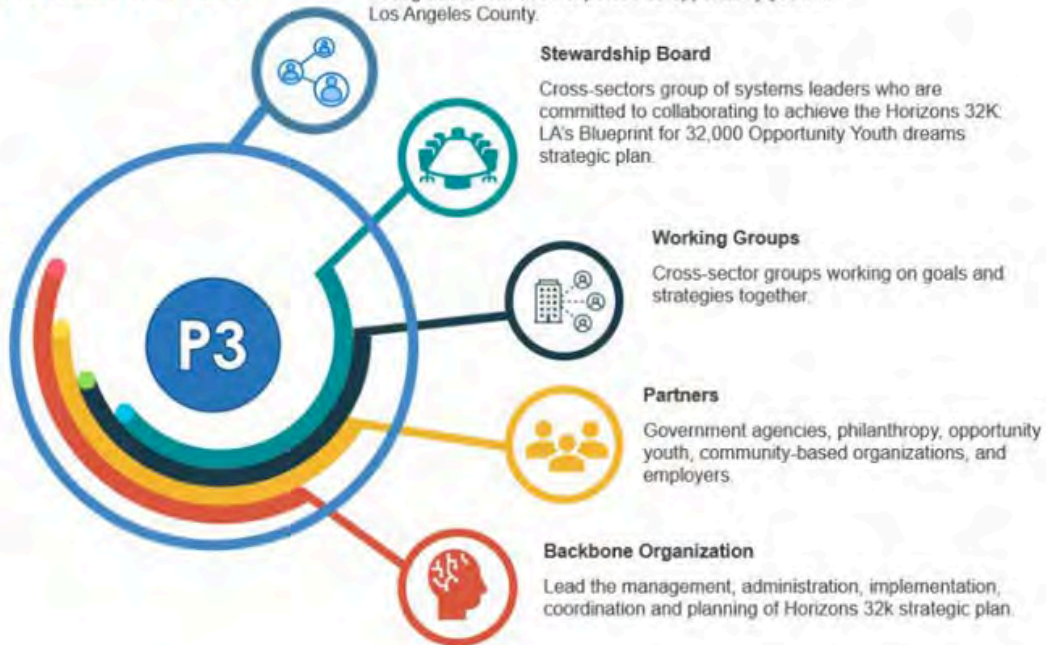 Los Angeles County.
Stewardship Board
Cross-sectors group of systems leaders who are
committed to collaborating to achieve the Horizons 32K:
LA's Blueprint for 32,000 Opportunity Youth dreams
strategic plan.
Working Groups
Cross-sector groups working on goals and
strategies together.
P3
Partners
Government agencies, philanthropy, opportunity
youth, community-based organizations, and
employers.
Backbone Organization
Lead the management, administration, implementation,
coordination and planning of Horizons 32k strategic plan.